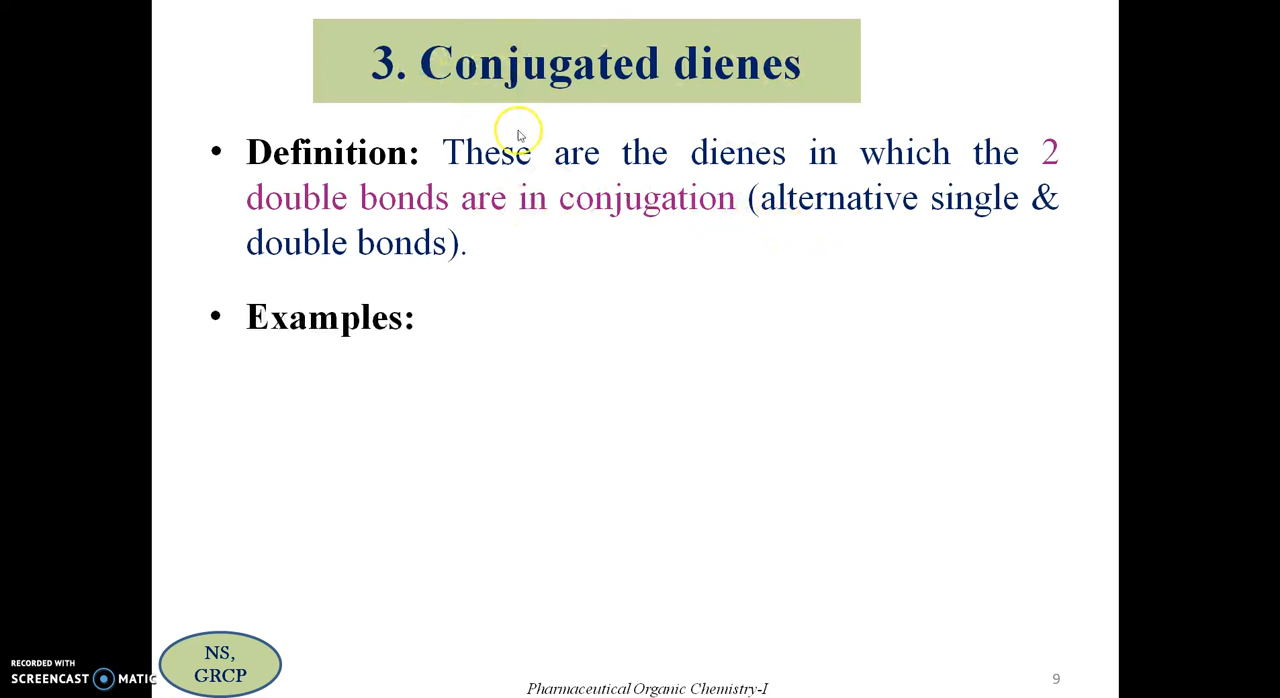 3. Conjugated dienes
• Definition: These are the dienes in which the 2
double bonds are in conjugation (alternative single &
double bonds).
• Examples:
NS,
GRCP
RECORDED WITH
SCREENCAST MATIC
Pharmaceutical Organic Chemistry-I
9